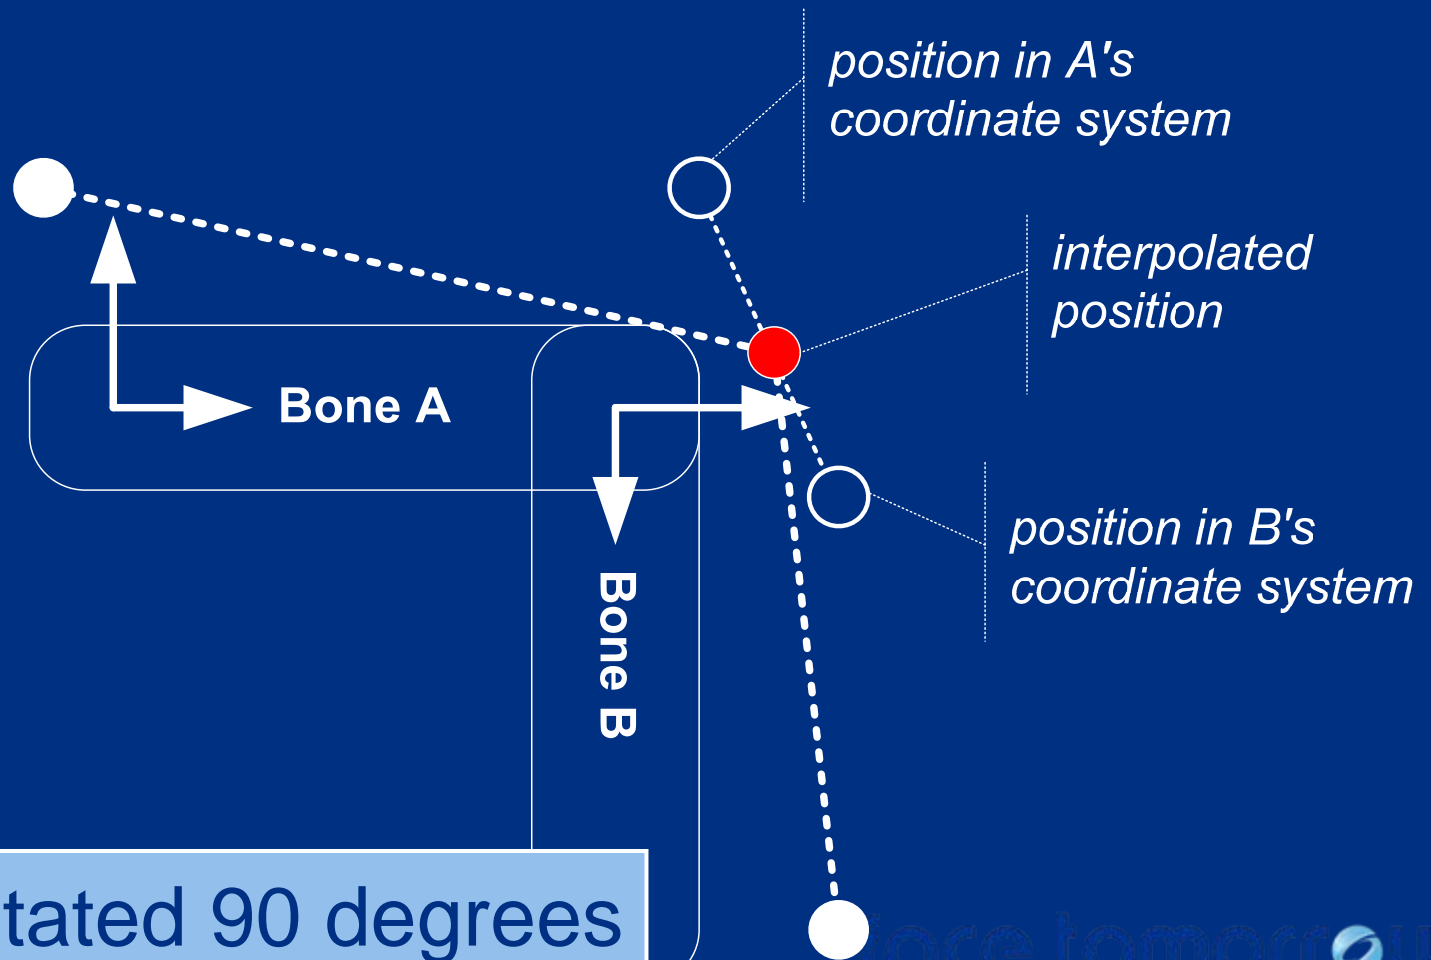 position in A's
coordinate system
interpolated
position
Bone A
position in B's
coordinate system
Bone B
tated 90 degrees